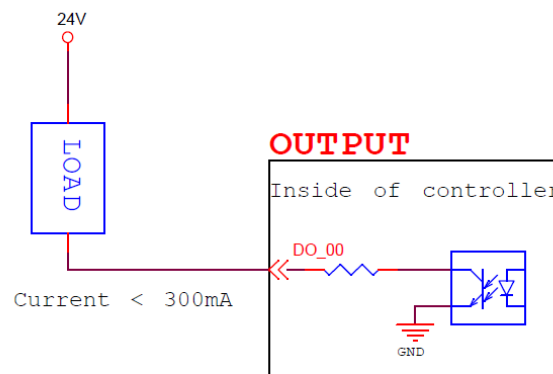 24V
LOAD
OUTPUT
Inside of controller
DO_00
Current < 300mA
GND